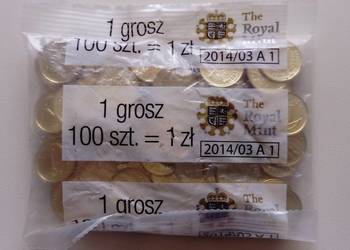 1 grosz
100 szt. = 1 zł
The
Royal
Mint
2014/03 A 1
1 grosz
100 szt. = 1 zł
The
Royal
Mint
2014/03 A 1
1 grosz
The
Royal